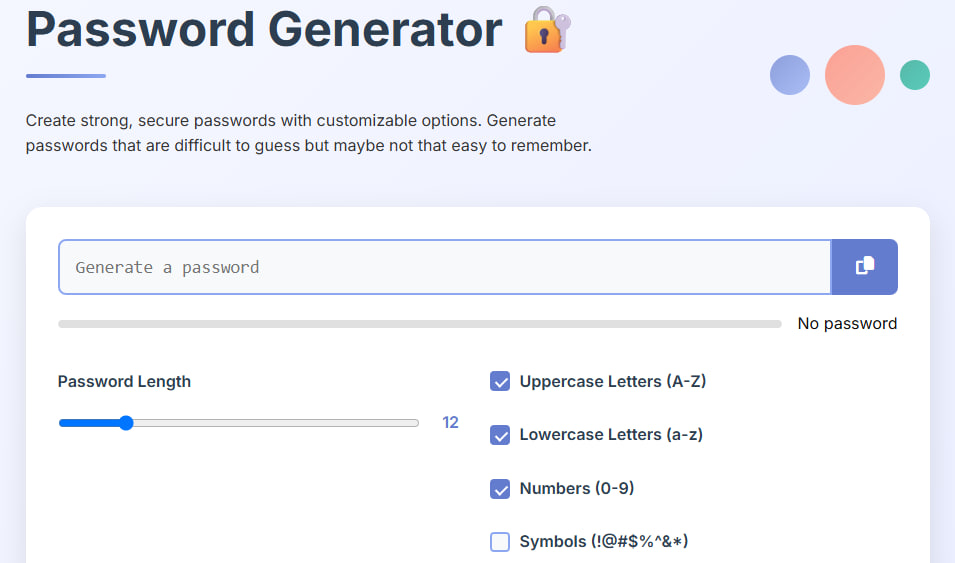 Password Generator
Create strong, secure passwords with customizable options. Generate
passwords that are difficult to guess but maybe not that easy to remember.
Generate a password
No password
Password Length
12
Uppercase Letters (A-Z)
Lowercase Letters (a-z)
Numbers (0-9)
Symbols (!@#$%^&*)